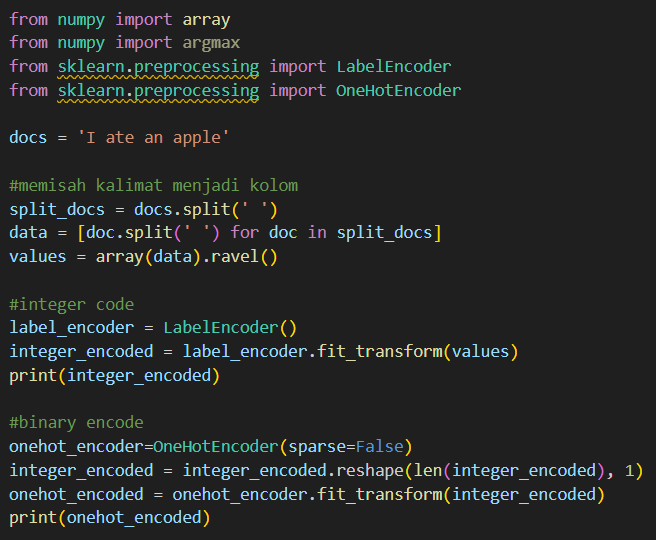 from numpy import array
from numpy import argmax
from sklearn.preprocessing import LabelEncoder
from sklearn.preprocessing import OneHotEncoder

docs = 'I ate an apple'

#memisah kalimat menjadi kolom
split_docs = docs.split(' ')
data = [doc.split(' ') for doc in split_docs]
values = array(data).ravel()

#integer code
label_encoder = LabelEncoder()
integer_encoded = label_encoder.fit_transform(values)
print(integer_encoded)

#binary encode
onehot_encoder=OneHotEncoder(sparse=False)
integer_encoded = integer_encoded.reshape(len(integer_encoded), 1)
onehot_encoded = onehot_encoder.fit_transform(integer_encoded)
print(onehot_encoded)